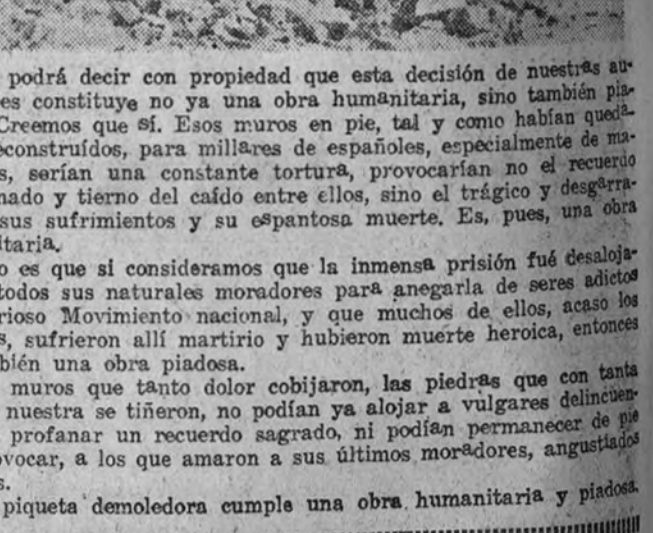 podrá decir con propiedad que esta decisión de nuestras au-
es constituye no ya una obra humanitaria, sino también pia-
Creemos que sí. Esos muros en pie, tal y como habían queda-
econstruídos, para millares de españoles, especialmente de ma-
s, serían una constante tortura, provocarían no el recuerdo
nado y tierno del caído entre ellos, sino el trágico y desgarra-
sus sufrimientos y su espantosa muerte. Es, pues, una obra
itaria.
o es que si consideramos que la inmensa prisión fué desaloja-
todos sus naturales moradores para anegarla de seres adictos
rioso Movimiento nacional, y que muchos de ellos, acaso los
s, sufrieron allí martirio y hubieron muerte heroica, entonces
bién una obra piadosa.
muros que tanto dolor cobijaron, las piedras que con tanta
nuestra se tiñeron, no podían ya alojar a vulgares delincuen-
profanar un recuerdo sagrado, ni podían permanecer de pie
vocar, a los que amaron a sus últimos moradores, angustiados
s.
piqueta demoledora cumple una obra humanitaria y piadosa.